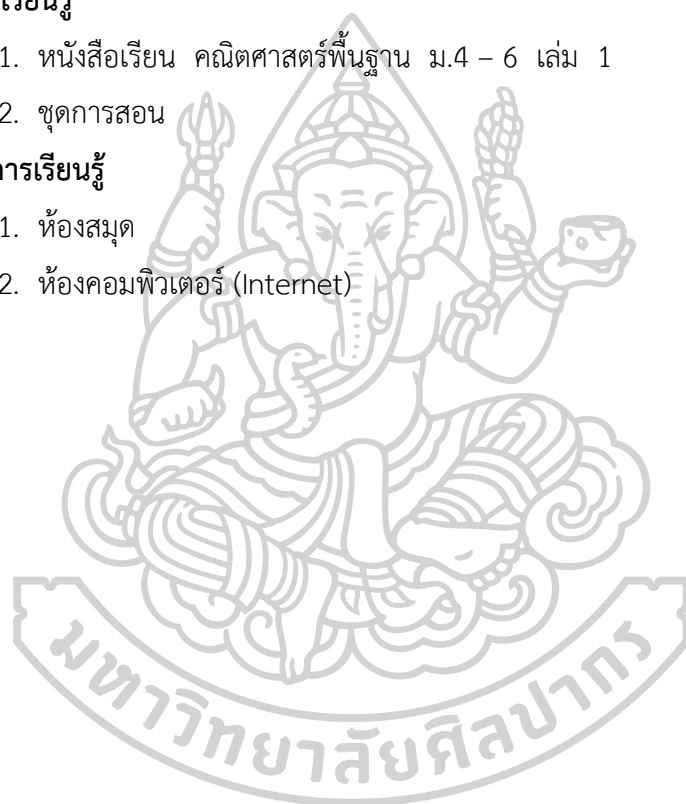 เรียนรู้
1. หนังสือเรียน คณิตศาสตร์พื้นฐาน ม.4 – 6 เล่ม 1
2. ชุดการสอน
การเรียนรู้
1. ห้องสมุด
2. ห้องคอมพิวเตอร์ (Internet)
มหาวิทยาลัยศิลปากร